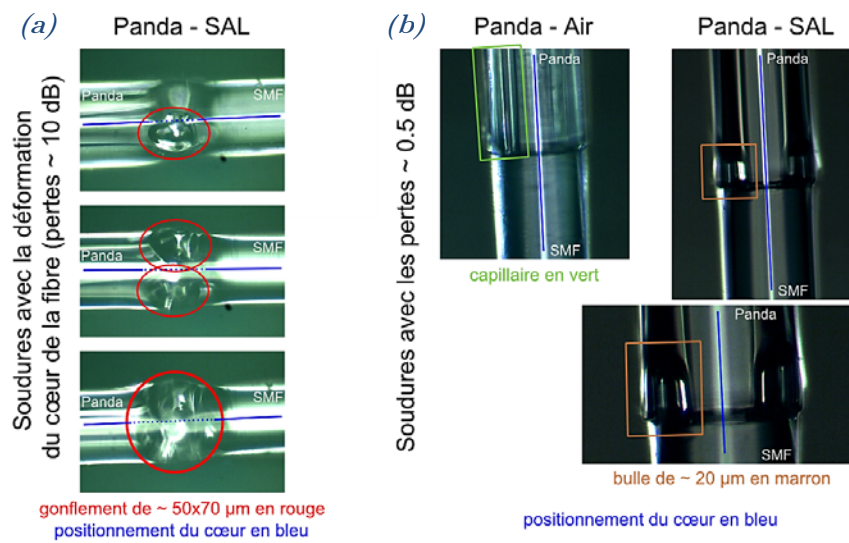 (a)
Panda - SAL
Soudures avec la déformation
du cœur de la fibre (pertes ~ 10 dB)
Panda
SMF
Panda
SMF
Panda
SMF
gonflement de ~ 50x70 µm en rouge
positionnement du cœur en bleu
(b)
Panda - Air
Panda - SAL
Soudures avec les pertes ~ 0.5 dB
Panda
SMF
capillaire en vert
Panda
SMF
Panda
SMF
bulle de ~ 20 µm en marron
positionnement du cœur en bleu